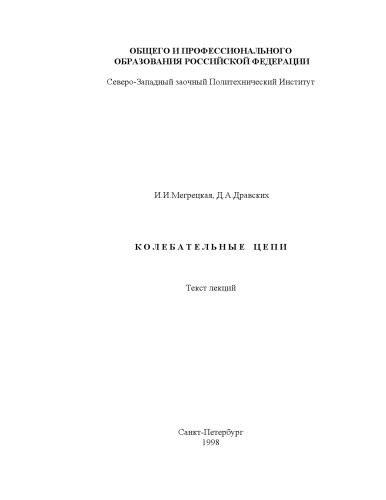 ОБЩЕГО И ПРОФЕССИОНАЛЬНОГО
ОБРАЗОВАНИЯ РОССИЙСКОЙ ФЕДЕРАЦИИ
Северо-Западный заочный Политехнический Институт
И.И.Мегрецкая, Д.А.Дравских
КОЛЕБАТЕЛЬНЫЕ ЦЕПИ
Текст лекций
Санкт-Петербург
1998